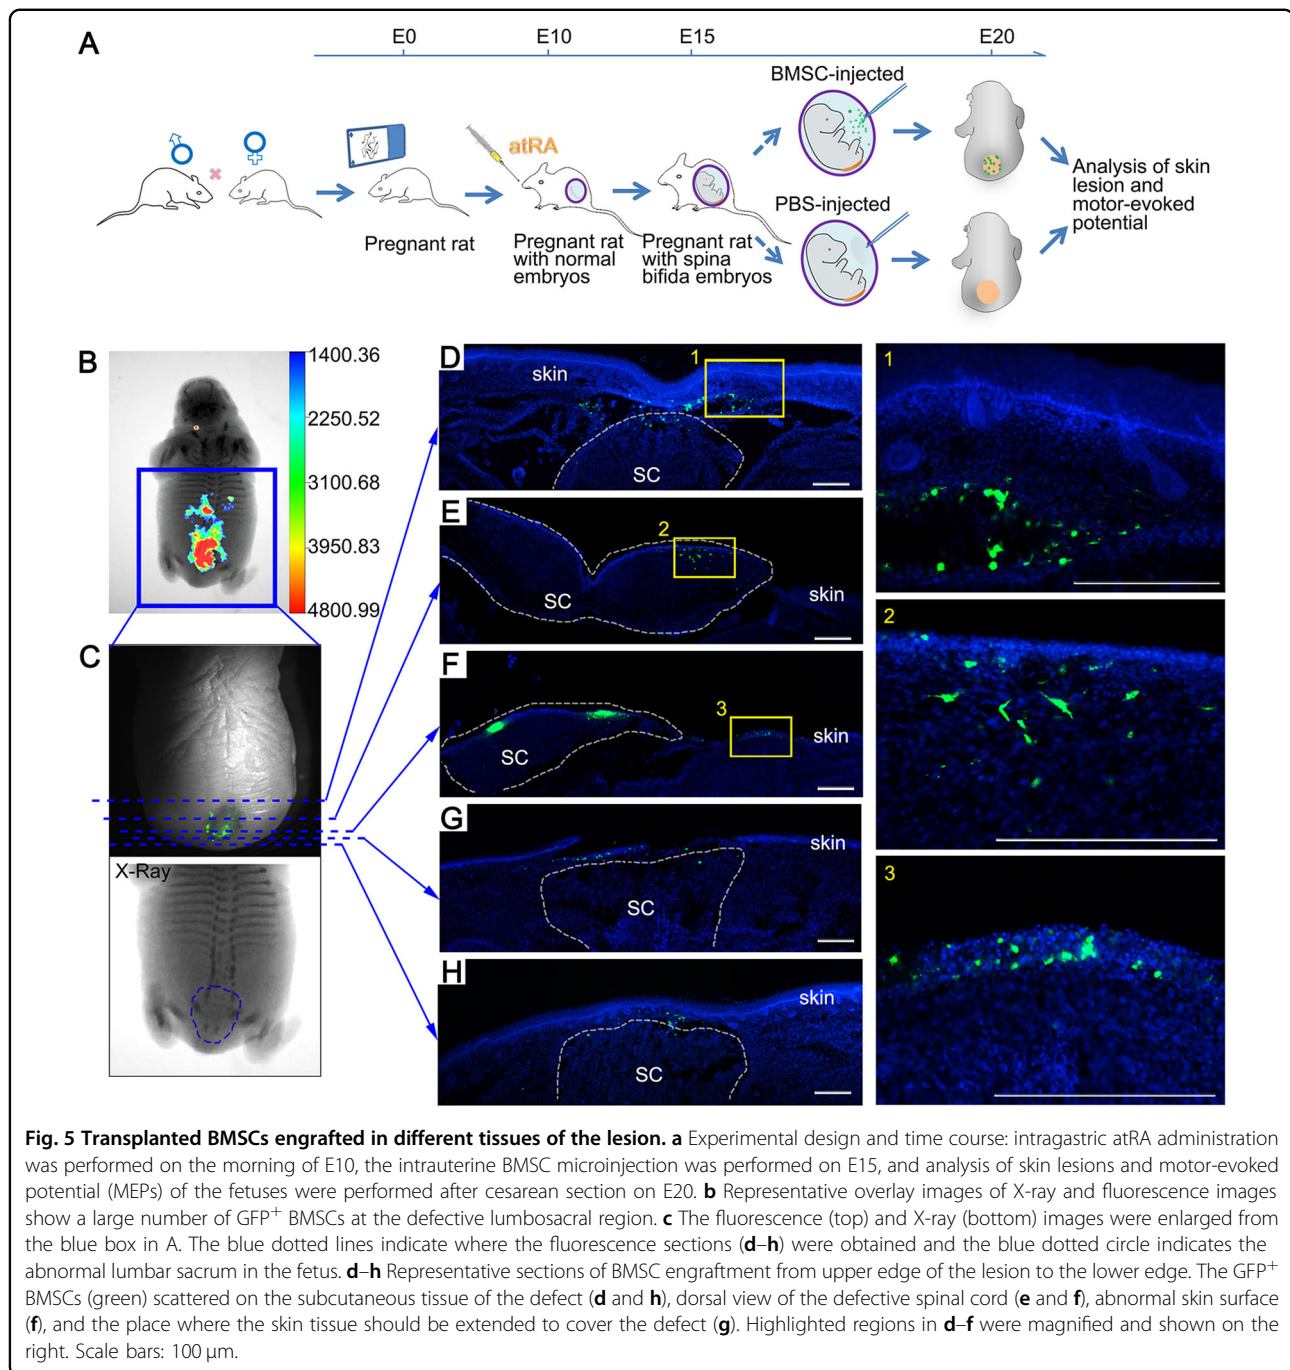 A
E0
E10
E15
E20
BMSC-injected
atRA
Pregnant rat
Pregnant rat
with normal
embryos
Pregnant rat
with spina
bifida embryos
PBS-injected
Analysis of skin
lesion and
motor-evoked
potential
B
1400.36
2250.52
3100.68
3950.83
4800.99
C
X-Ray
D
skin
1
SC
E
2
SC
skin
F
3
SC
skin
G
skin
SC
H
skin
SC
1
2
3
Fig. 5 Transplanted BMSCs engrafted in different tissues of the lesion. a Experimental design and time course: intragastric atRA administration
was performed on the morning of E10, the intrauterine BMSC microinjection was performed on E15, and analysis of skin lesions and motor-evoked
potential (MEPs) of the fetuses were performed after cesarean section on E20. b Representative overlay images of X-ray and fluorescence images
show a large number of GFP⁺ BMSCs at the defective lumbosacral region. c The fluorescence (top) and X-ray (bottom) images were enlarged from
the blue box in A. The blue dotted lines indicate where the fluorescence sections (d–h) were obtained and the blue dotted circle indicates the
abnormal lumbar sacrum in the fetus. d–h Representative sections of BMSC engraftment from upper edge of the lesion to the lower edge. The GFP⁺
BMSCs (green) scattered on the subcutaneous tissue of the defect (d and h), dorsal view of the defective spinal cord (e and f), abnormal skin surface
(f), and the place where the skin tissue should be extended to cover the defect (g). Highlighted regions in d–f were magnified and shown on the
right. Scale bars: 100 μm.